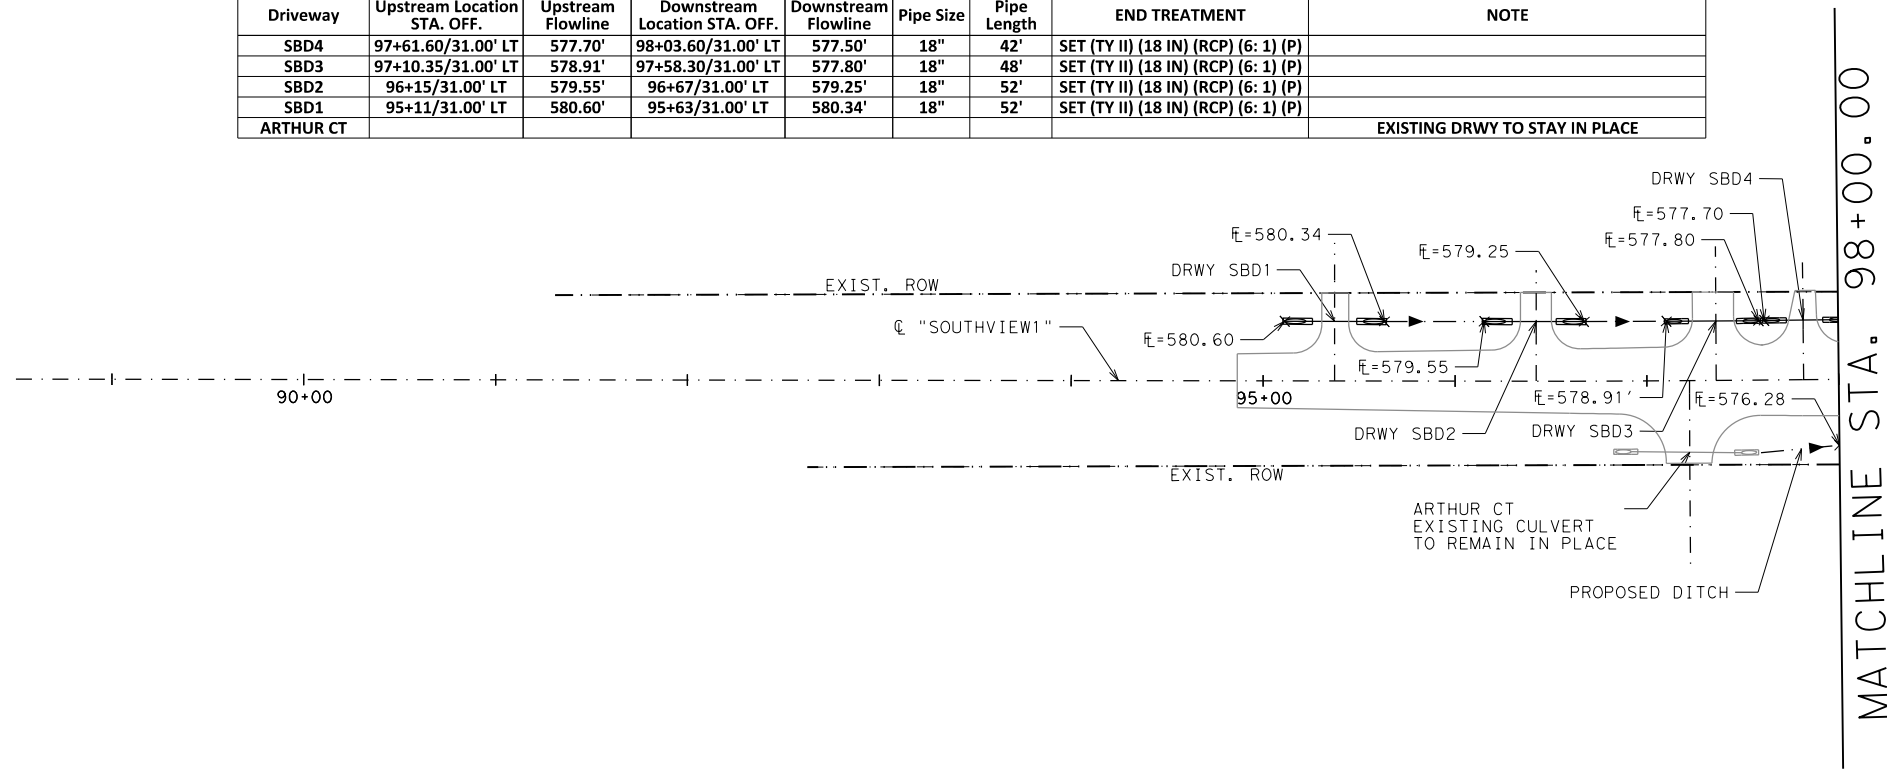 Driveway Upstream Location STA. OFF. Upstream Flowline Downstream Location STA. OFF. Downstream Flowline Pipe Size Pipe Length END TREATMENT NOTE
SBD4 97+61.60/31.00' LT 577.70' 98+03.60/31.00' LT 577.50' 18" 42' SET (TY II) (18 IN) (RCP) (6: 1) (P)
SBD3 97+10.35/31.00' LT 578.91' 97+58.30/31.00' LT 577.80' 18" 48' SET (TY II) (18 IN) (RCP) (6: 1) (P)
SBD2 96+15/31.00' LT 579.55' 96+67/31.00' LT 579.25' 18" 52' SET (TY II) (18 IN) (RCP) (6: 1) (P)
SBD1 95+11/31.00' LT 580.60' 95+63/31.00' LT 580.34' 18" 52' SET (TY II) (18 IN) (RCP) (6: 1) (P)
ARTHUR CT EXISTING DRWY TO STAY IN PLACE
DRWY SBD4
FL=577.70
FL=577.80
FL=580.34
FL=579.25
DRWY SBD1
EXIST. ROW
CL "SOUTHVIEW1"
FL=580.60
FL=579.55
90+00
95+00
FL=578.91'
FL=576.28
DRWY SBD2
DRWY SBD3
EXIST. ROW
ARTHUR CT
EXISTING CULVERT
TO REMAIN IN PLACE
PROPOSED DITCH
MATCHLINE STA. 98+00.00